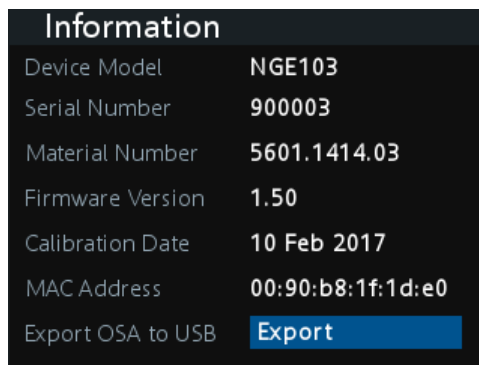 Information
Device Model NGE103
Serial Number 900003
Material Number 5601.1414.03
Firmware Version 1.50
Calibration Date 10 Feb 2017
MAC Address 00:90:b8:1f:1d:e0
Export OSA to USB Export